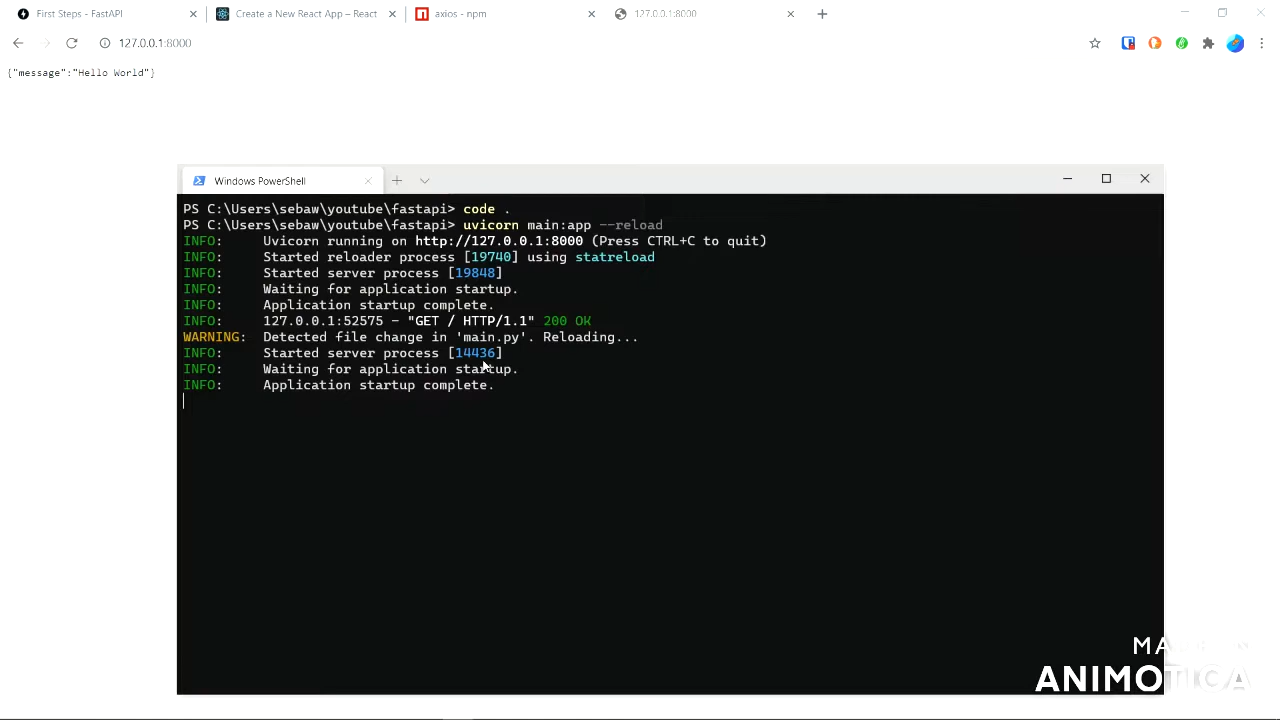 First Steps - FastAPI
Create a New React App – React
axios - npm
127.0.0.1:8000
127.0.0.1:8000
{"message":"Hello World"}
Windows PowerShell
PS C:\Users\sebaw\youtube\fastapi> code .
PS C:\Users\sebaw\youtube\fastapi> uvicorn main:app --reload
INFO: Uvicorn running on http://127.0.0.1:8000 (Press CTRL+C to quit)
INFO: Started reloader process [19740] using statreload
INFO: Started server process [19848]
INFO: Waiting for application startup.
INFO: Application startup complete.
INFO: 127.0.0.1:52575 - "GET / HTTP/1.1" 200 OK
WARNING: Detected file change in 'main.py'. Reloading...
INFO: Started server process [14436]
INFO: Waiting for application startup.
INFO: Application startup complete.
ANIMOTICA